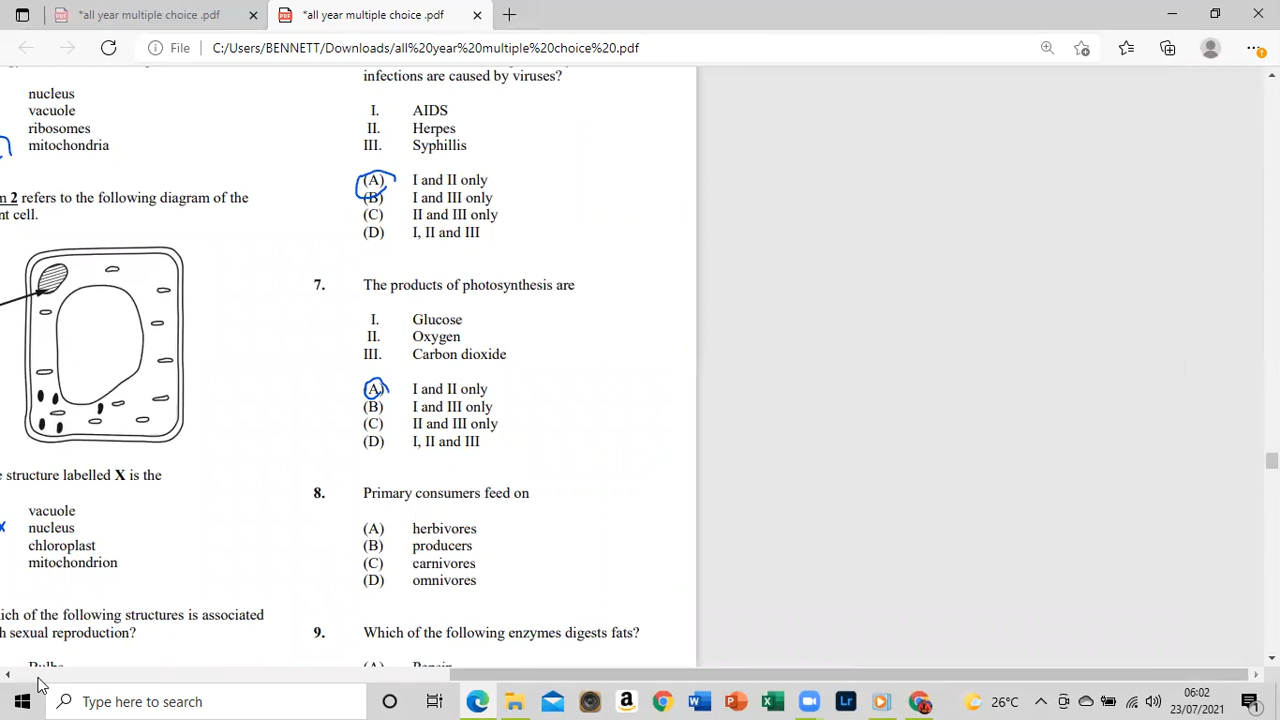 *all year multiple choice .pdf
*all year multiple choice .pdf
File
C:/Users/BENNETT/Downloads/all%20year%20multiple%20choice%20.pdf
nucleus
vacuole
ribosomes
mitochondria
2 refers to the following diagram of the
cell.
structure labelled X is the
vacuole
nucleus
chloroplast
mitochondrion
of the following structures is associated
sexual reproduction?
infections are caused by viruses?
I. AIDS
II. Herpes
III. Syphillis
(A) I and II only
(B) I and III only
(C) II and III only
(D) I, II and III
7. The products of photosynthesis are
I. Glucose
II. Oxygen
III. Carbon dioxide
(A) I and II only
(B) I and III only
(C) II and III only
(D) I, II and III
8. Primary consumers feed on
(A) herbivores
(B) producers
(C) carnivores
(D) omnivores
9. Which of the following enzymes digests fats?
Type here to search
26°C
06:02
23/07/2021